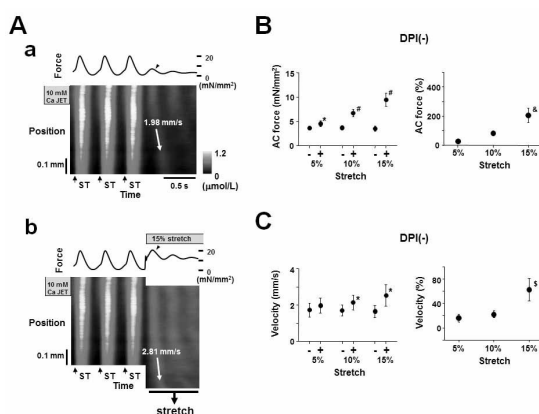 A
a
Force
20
0
(mN/mm²)
10 mM
Ca JET
Position
1.98 mm/s
0.1 mm
1.2
0
(μmol/L)
ST ST ST
Time
0.5 s
b
15% stretch
Force
20
0
(mN/mm²)
10 mM
Ca JET
Position
2.81 mm/s
0.1 mm
ST ST ST
Time
stretch
B
DPI(-)
AC force (mN/mm²)
15
10
5
0
*
#
#
- + - + - +
5% 10% 15%
Stretch
AC force (%)
400
200
0
&
5% 10% 15%
Stretch
C
DPI(-)
Velocity (mm/s)
6
4
2
0
*
*
- + - + - +
5% 10% 15%
Stretch
Velocity (%)
80
40
0
$
5% 10% 15%
Stretch